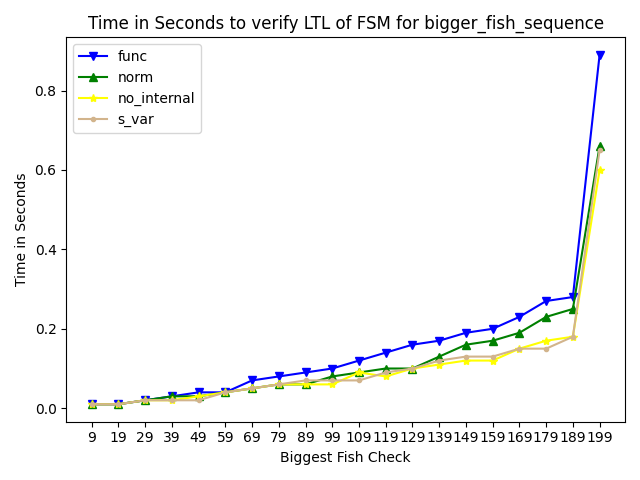 Time in Seconds to verify LTL of FSM for bigger_fish_sequence
func
norm
no_internal
s_var
Time in Seconds
0.8
0.6
0.4
0.2
0.0
9 19 29 39 49 59 69 79 89 99 109 119 129 139 149 159 169 179 189 199
Biggest Fish Check